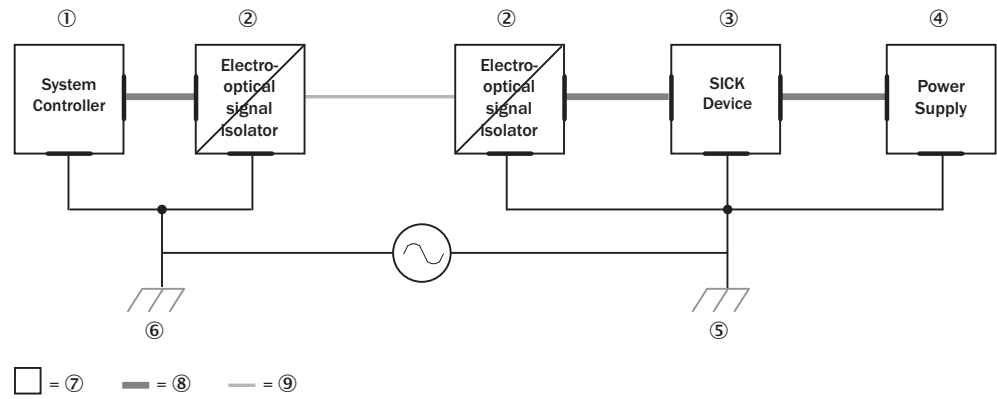 ① ② ② ③ ④
System
Controller
Electro-
optical
signal
isolator
Electro-
optical
signal
isolator
SICK
Device
Power
Supply
⑥ ⑤
= ⑦ = ⑧ = ⑨